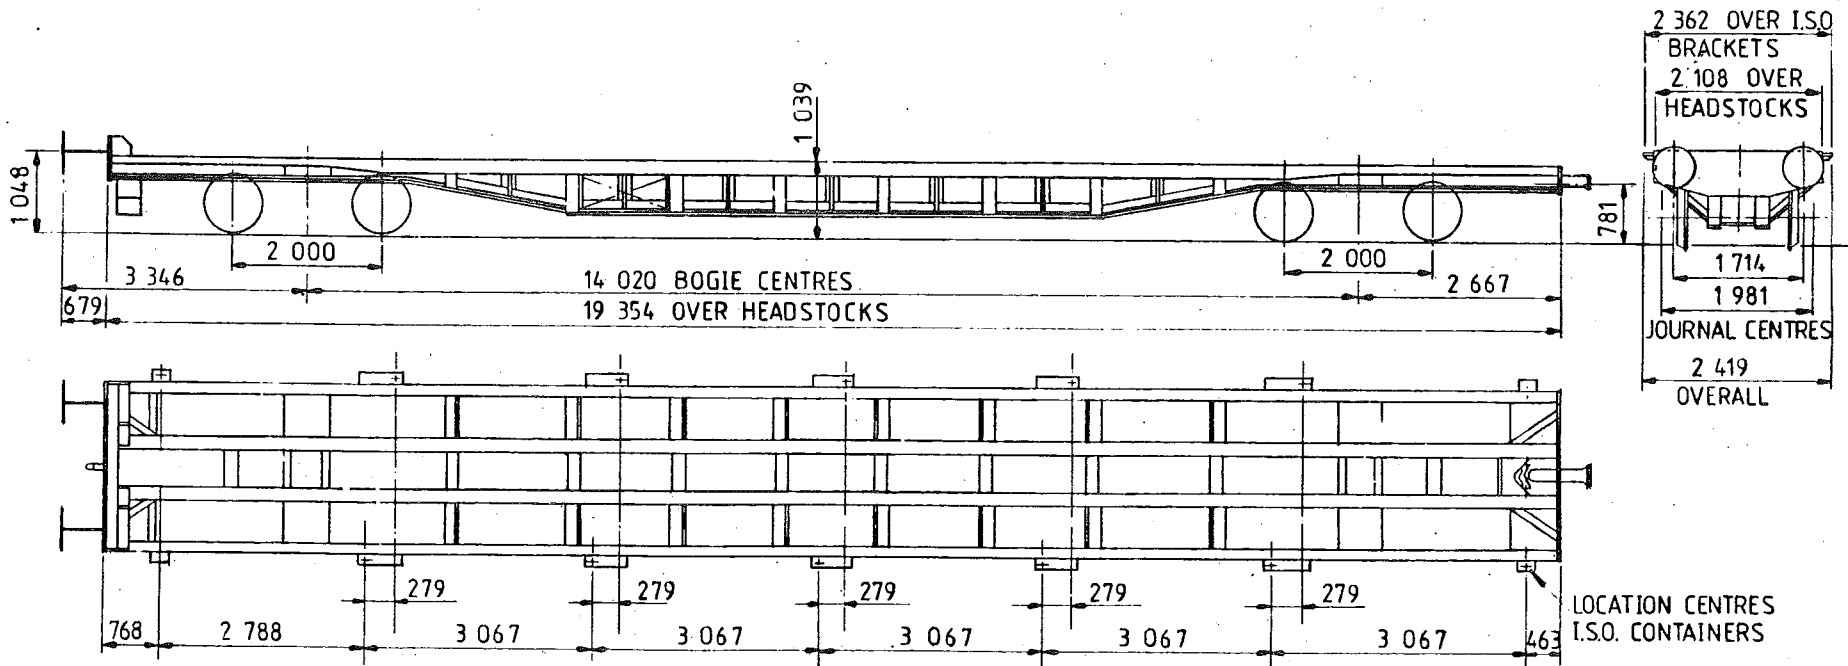 2 362 OVER I.S.O
BRACKETS
2 108 OVER
HEADSTOCKS
1 039
1 048
781
2 000
2 000
1 714
3 346
14 020 BOGIE CENTRES
2 667
1 981
679
19 354 OVER HEADSTOCKS
JOURNAL CENTRES
2 419
OVERALL
279
279
279
279
279
LOCATION CENTRES
I.S.O. CONTAINERS
768
2 788
3 067
3 067
3 067
3 067
3 067
463